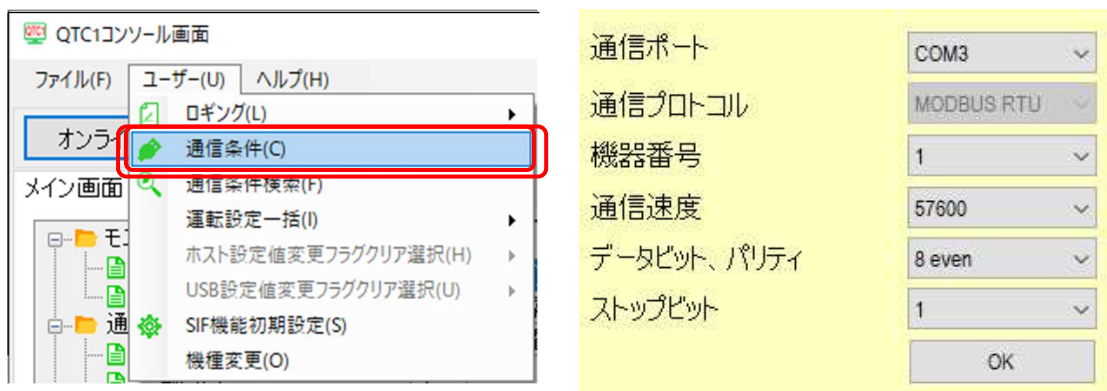 QTC1コンソール画面
ファイル(F) ユーザー(U) ヘルプ(H)
ロギング(L)
オンラ
通信条件(C)
メイン画面
通信条件検索(F)
運転設定一括(I)
モ
ホスト設定値変更フラグクリア選択(H)
USB設定値変更フラグクリア選択(U)
通
SIF機能初期設定(S)
機種変更(O)
通信ポート COM3
通信プロトコル MODBUS RTU
機器番号 1
通信速度 57600
データビット、パリティ 8 even
ストップビット 1
OK